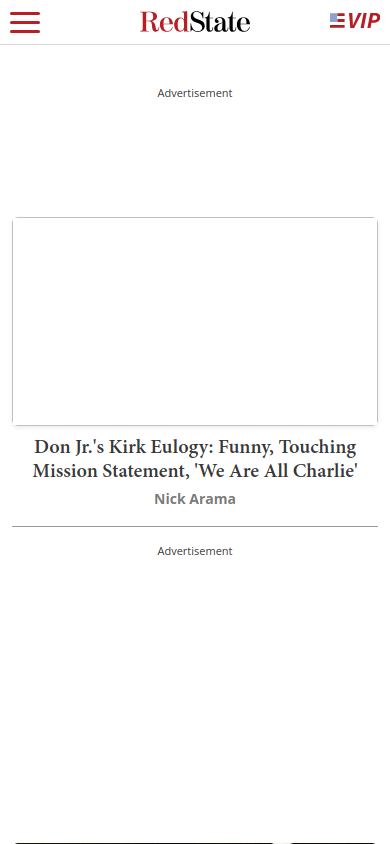 RedState
VIP
Advertisement
Don Jr.'s Kirk Eulogy: Funny, Touching
Mission Statement, 'We Are All Charlie'
Nick Arama
Advertisement